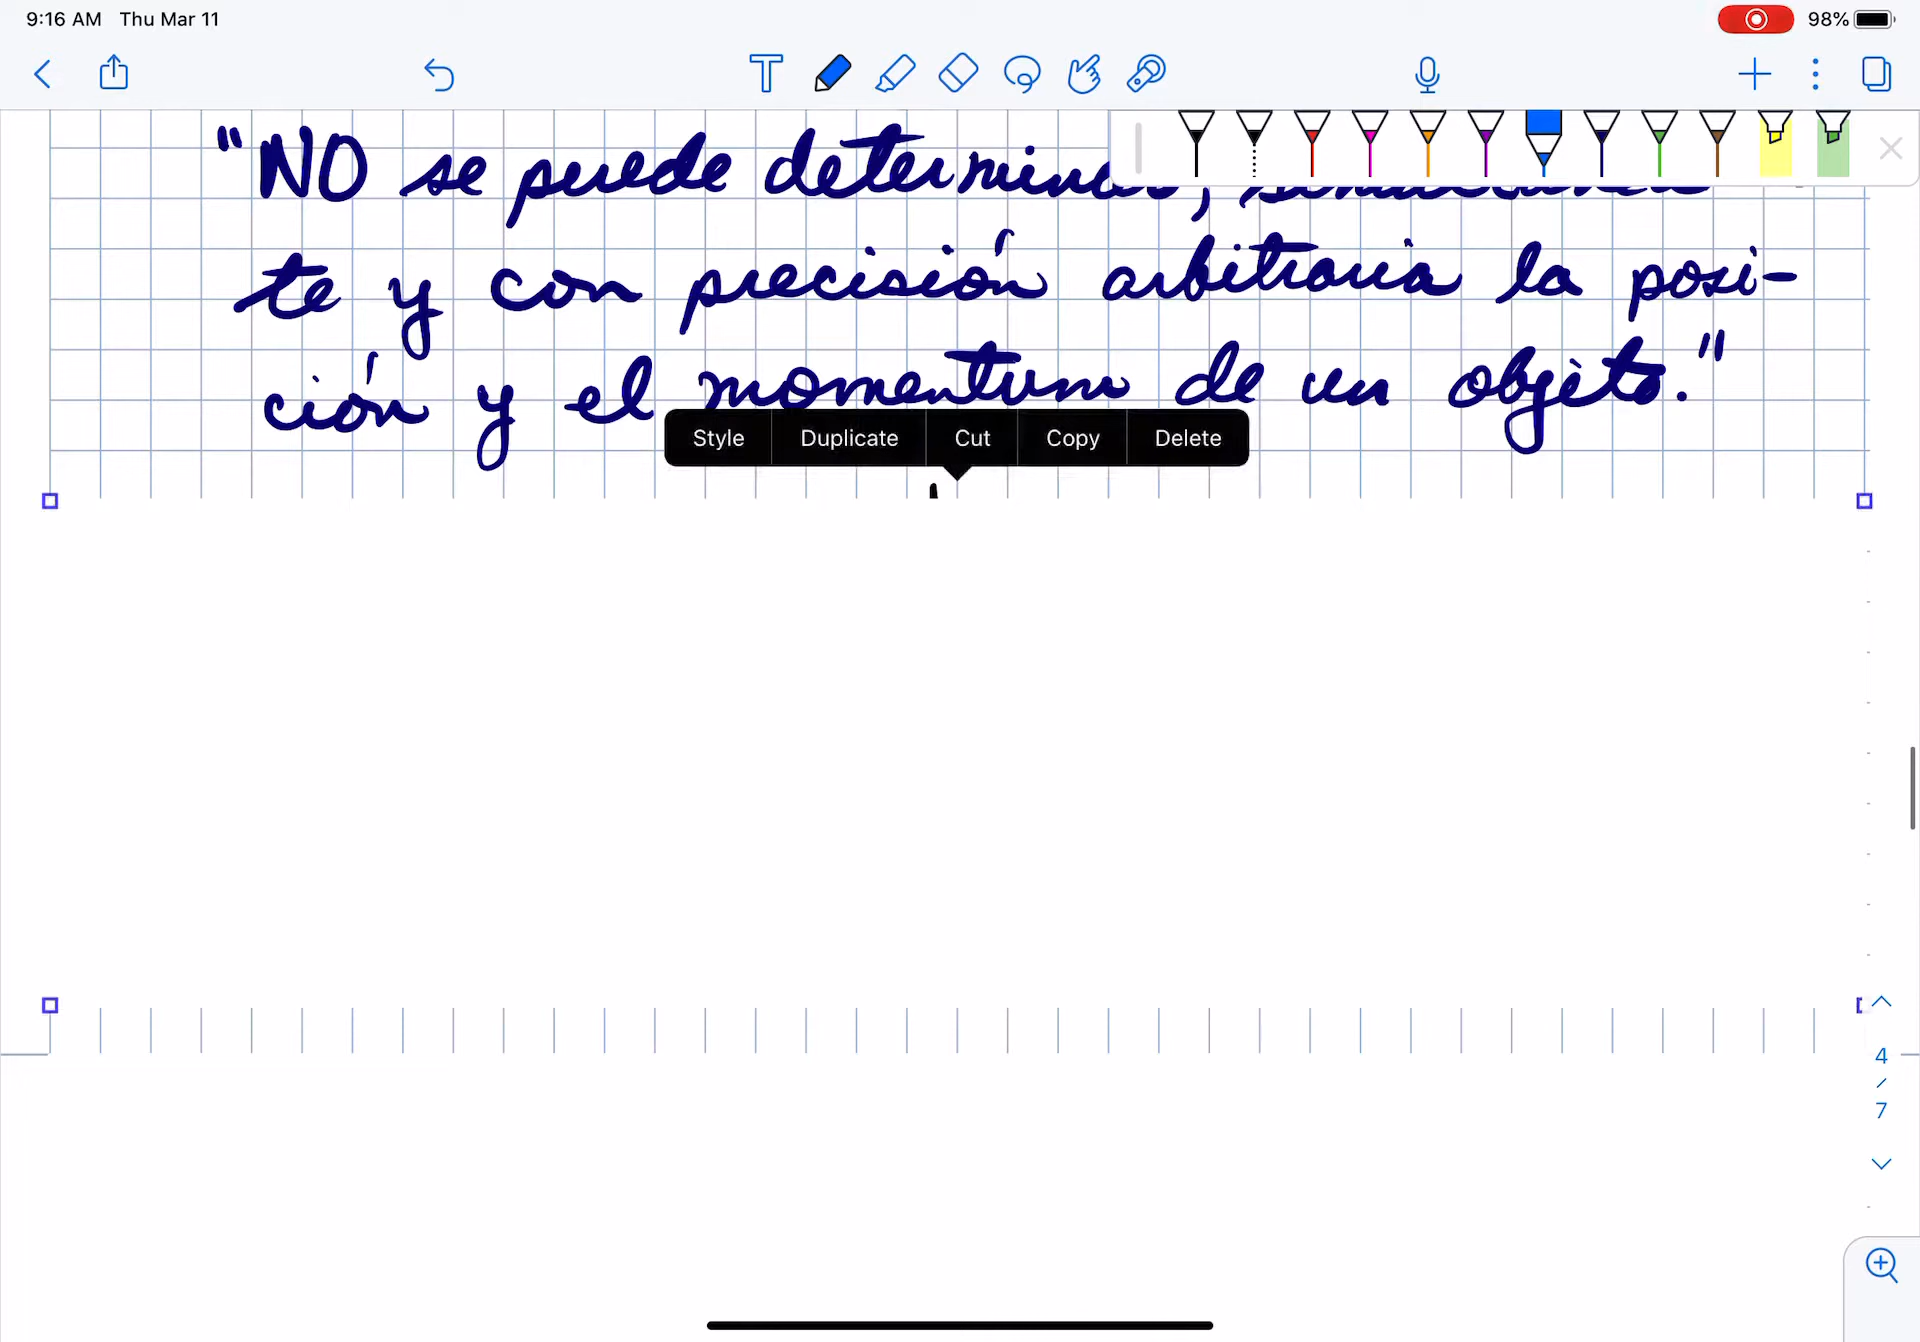 9:16 AM Thu Mar 11
98%
"NO se puede determinar,
te y con precisión arbitraria la posi-
ción y el momentum de un objeto."
Style Duplicate Cut Copy Delete
4
/
7